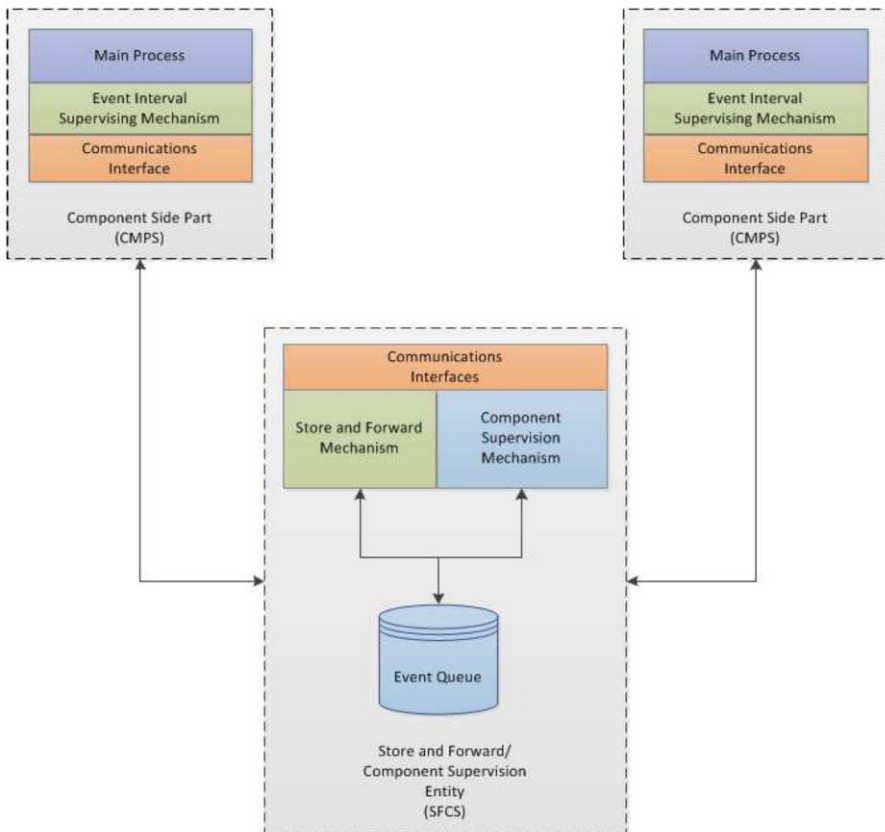 Main Process
Event Interval
Supervising Mechanism
Communications
Interface
Component Side Part
(CMPS)
Main Process
Event Interval
Supervising Mechanism
Communications
Interface
Component Side Part
(CMPS)
Communications
Interfaces
Store and Forward
Mechanism
Component
Supervision
Mechanism
Event Queue
Store and Forward/
Component Supervision
Entity
(SFCS)